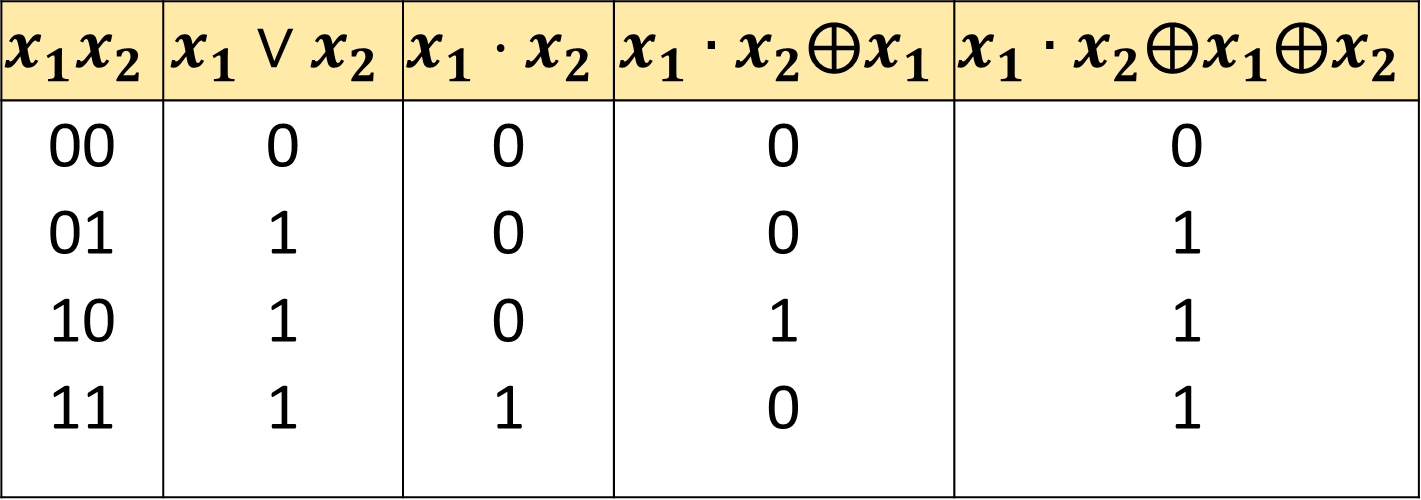 x₁x₂ x₁ ∨ x₂ x₁ · x₂ x₁ · x₂⊕x₁ x₁ · x₂⊕x₁⊕x₂
00 0 0 0 0
01 1 0 0 1
10 1 0 1 1
11 1 1 0 1